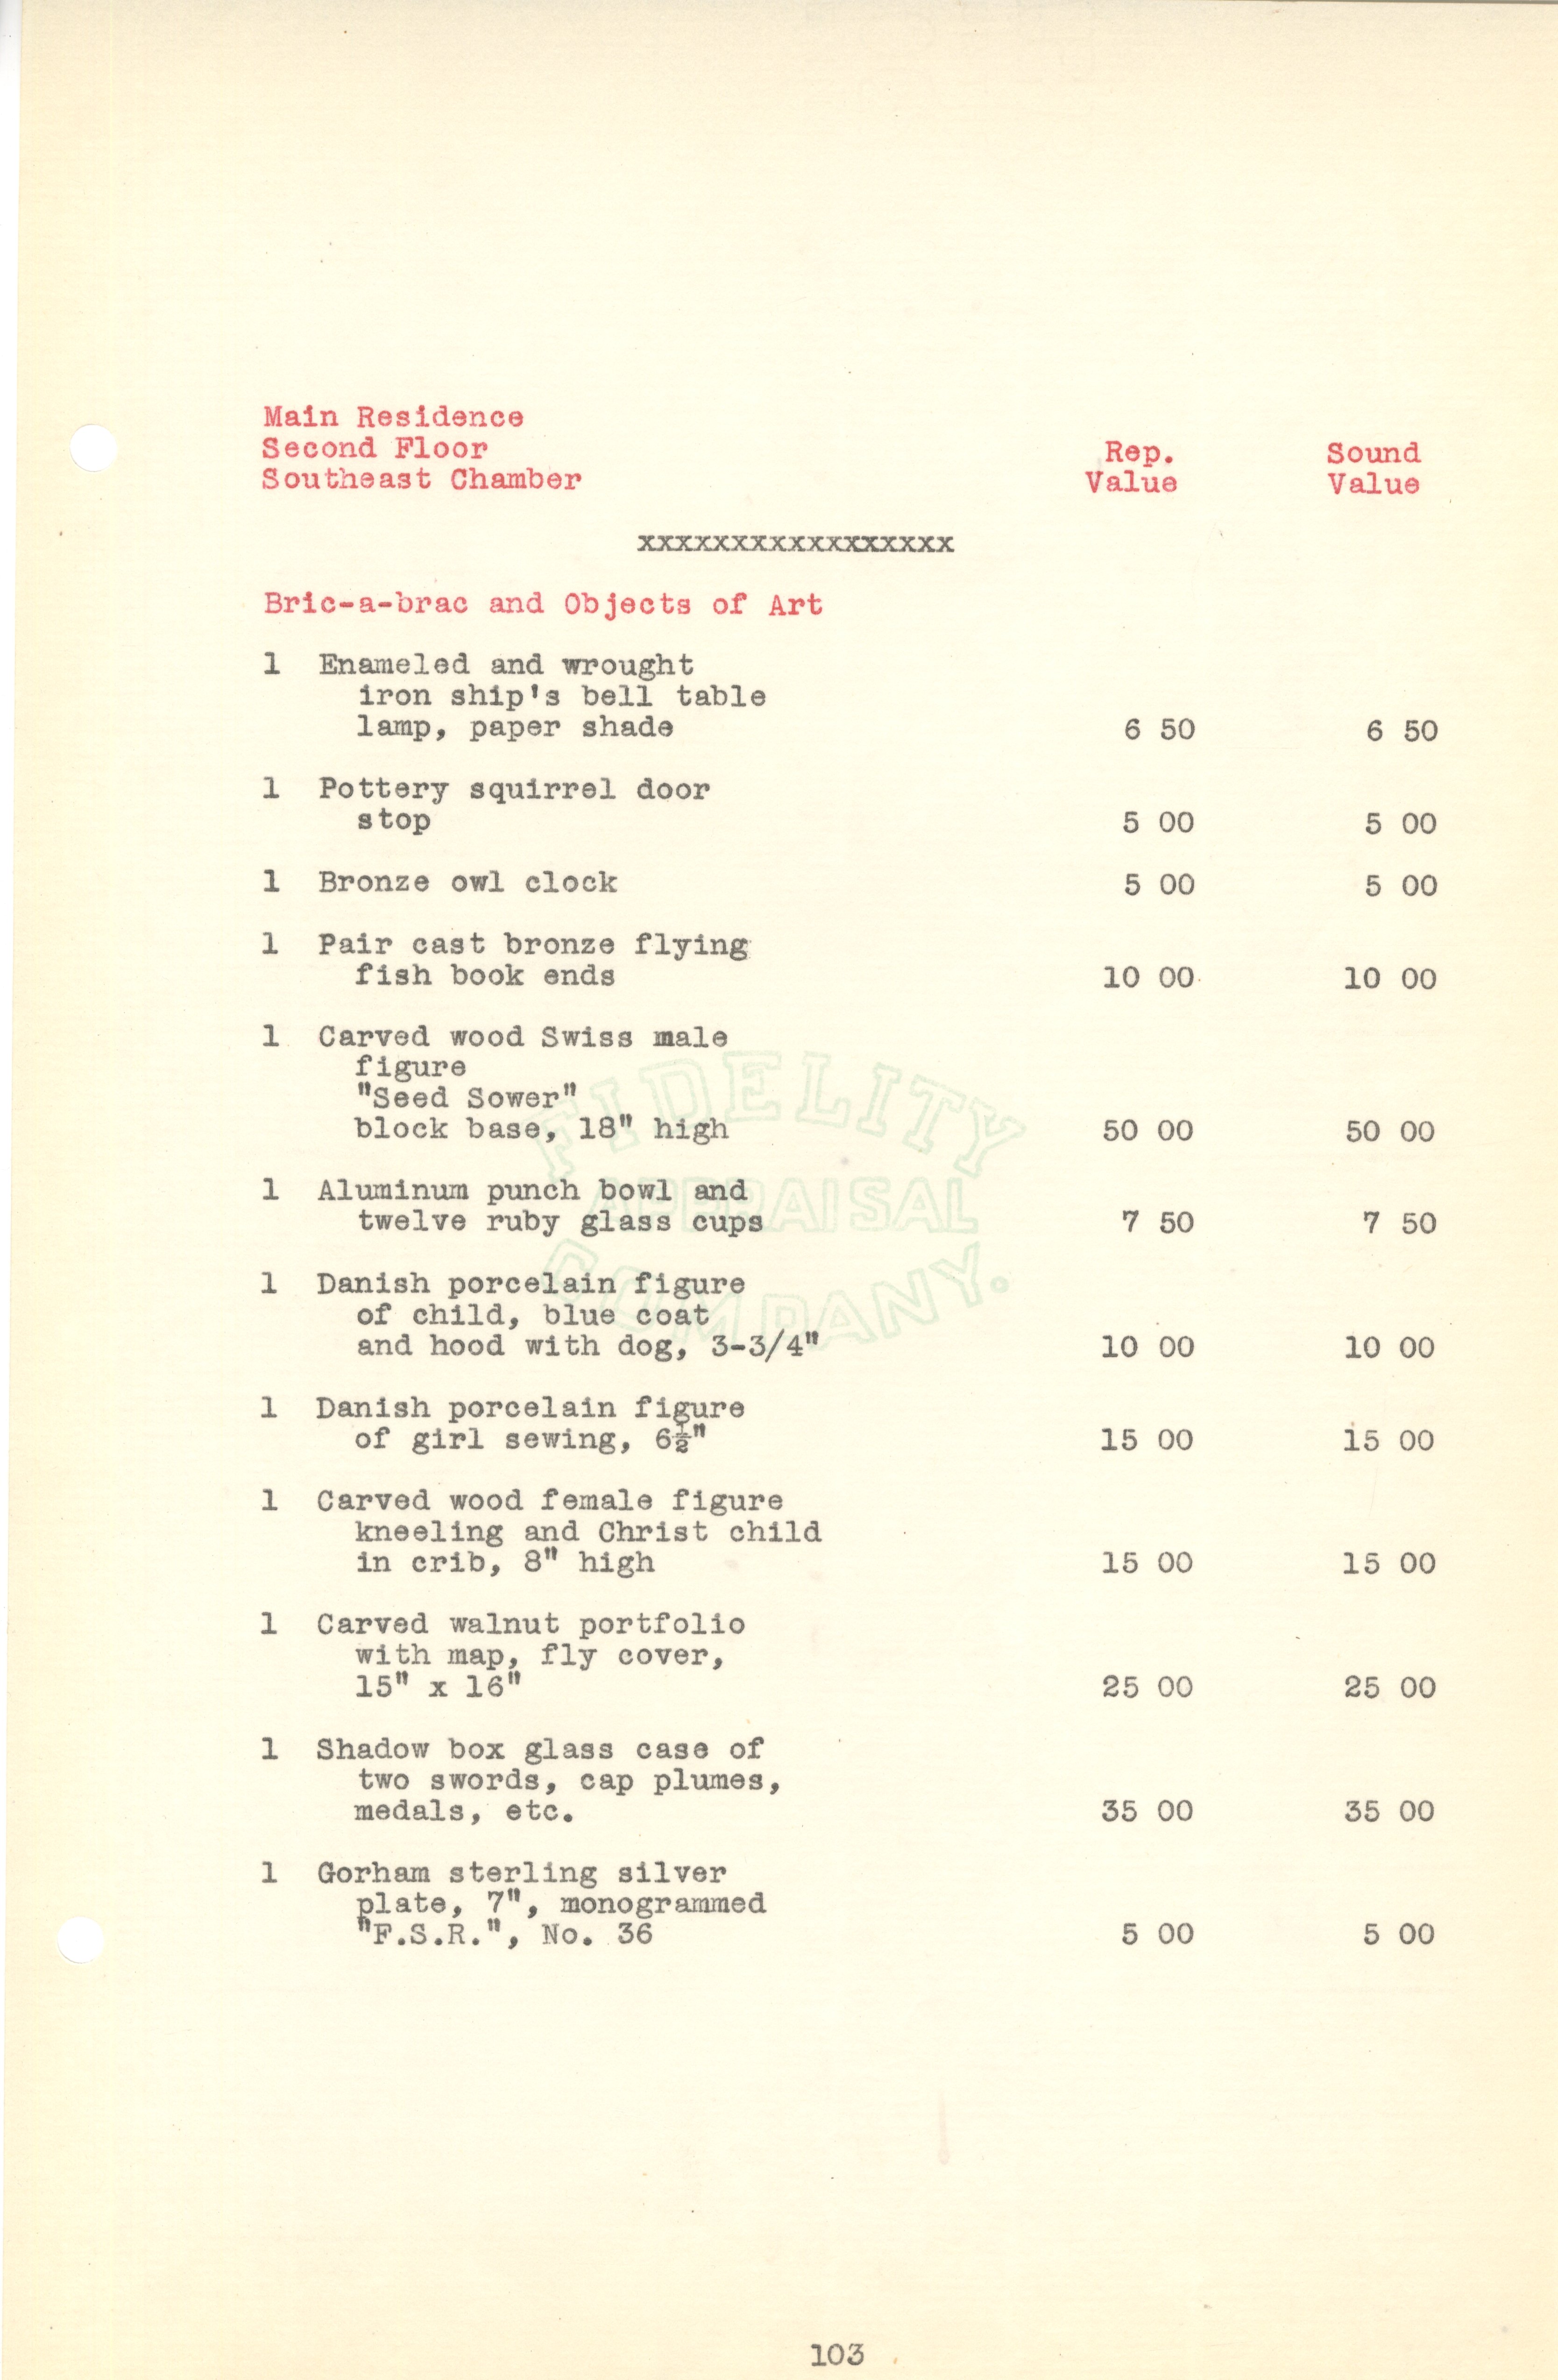 Main Residence
Second Floor
Southeast Chamber
Rep. Value
Sound Value
xxxxxxxxxxxxxxxxx
Bric-a-brac and Objects of Art
1 Enameled and wrought
iron ship's bell table
lamp, paper shade 6 50 6 50
1 Pottery squirrel door
stop 5 00 5 00
1 Bronze owl clock 5 00 5 00
1 Pair cast bronze flying
fish book ends 10 00 10 00
1 Carved wood Swiss male
figure
"Seed Sower"
block base, 18" high 50 00 50 00
1 Aluminum punch bowl and
twelve ruby glass cups 7 50 7 50
1 Danish porcelain figure
of child, blue coat
and hood with dog, 3-3/4" 10 00 10 00
1 Danish porcelain figure
of girl sewing, 6½" 15 00 15 00
1 Carved wood female figure
kneeling and Christ child
in crib, 8" high 15 00 15 00
1 Carved walnut portfolio
with map, fly cover,
15" x 16" 25 00 25 00
1 Shadow box glass case of
two swords, cap plumes,
medals, etc. 35 00 35 00
1 Gorham sterling silver
plate, 7", monogrammed
"F.S.R.", No. 36 5 00 5 00
FIDELITY
APPRAISAL
COMPANY.
103